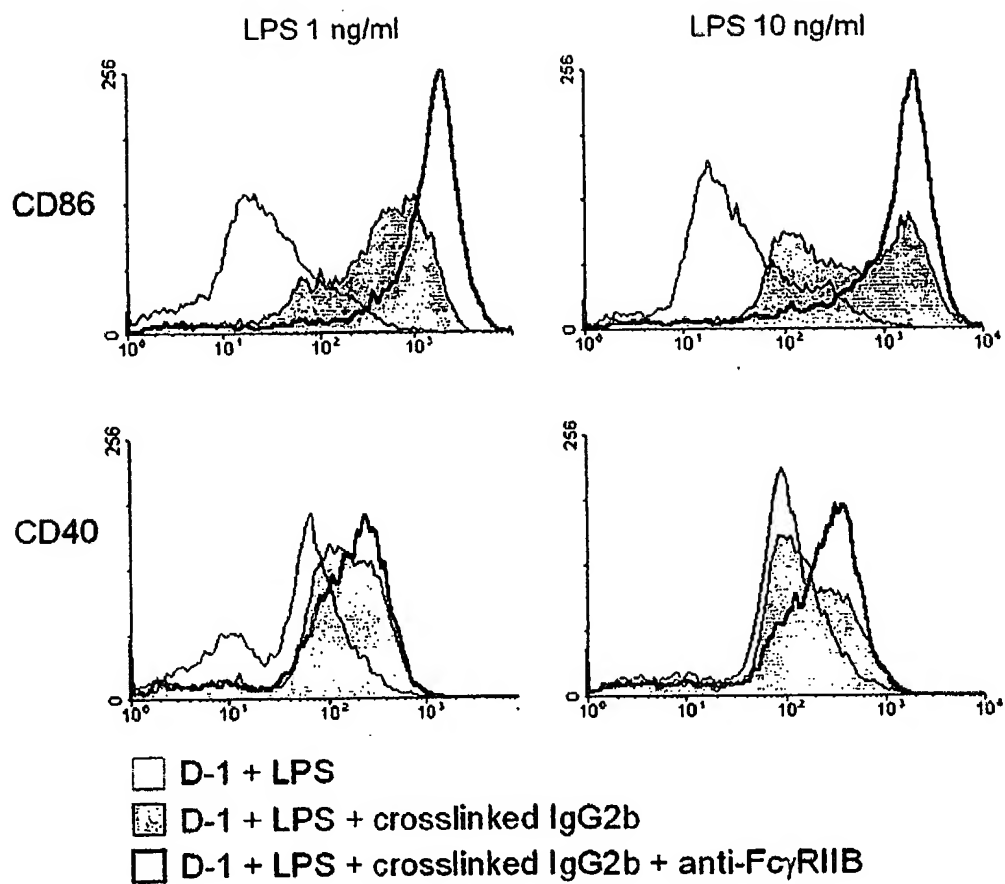 LPS 1 ng/ml LPS 10 ng/ml
256 256
CD86
0 0
10⁰ 10¹ 10² 10³ 10⁰ 10¹ 10² 10³ 10⁴
256 256
CD40
0 0
10⁰ 10¹ 10² 10³ 10⁰ 10¹ 10² 10³ 10⁴
D-1 + LPS
D-1 + LPS + crosslinked IgG2b
D-1 + LPS + crosslinked IgG2b + anti-FcγRIIB